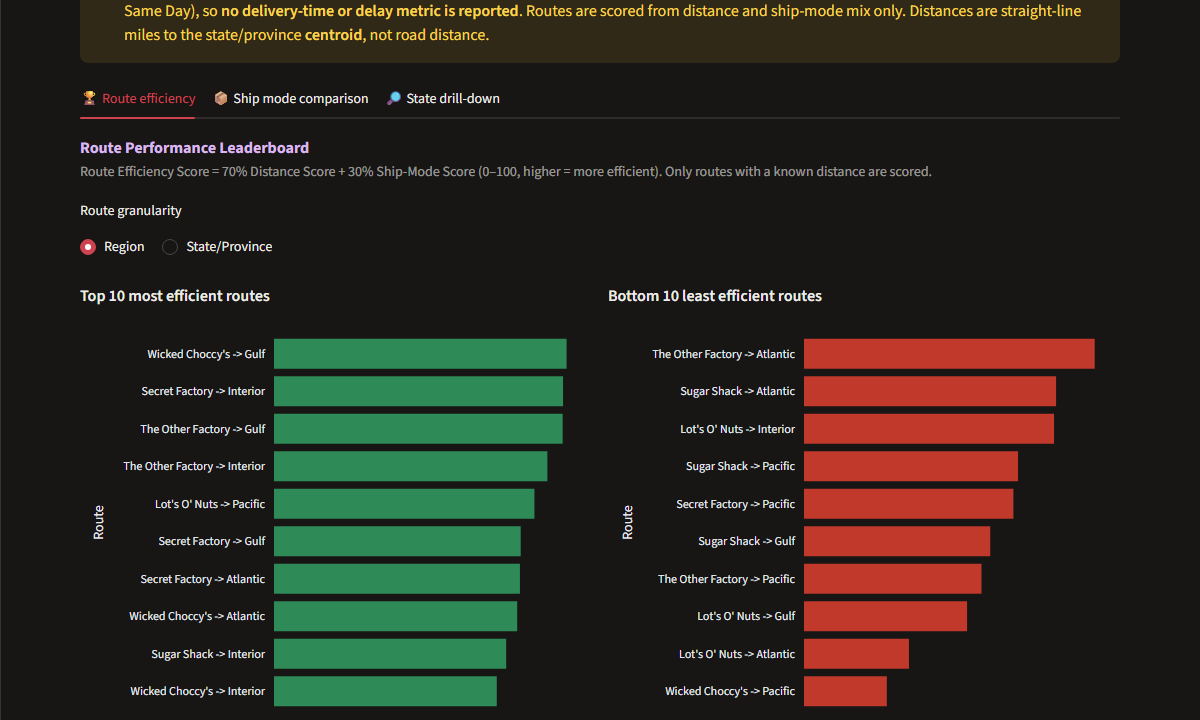 Same Day), so no delivery-time or delay metric is reported. Routes are scored from distance and ship-mode mix only. Distances are straight-line
miles to the state/province centroid, not road distance.
Route efficiency
Ship mode comparison
State drill-down
Route Performance Leaderboard
Route Efficiency Score = 70% Distance Score + 30% Ship-Mode Score (0–100, higher = more efficient). Only routes with a known distance are scored.
Route granularity
Region
State/Province
Top 10 most efficient routes
Route
Wicked Choccy's -> Gulf
Secret Factory -> Interior
The Other Factory -> Gulf
The Other Factory -> Interior
Lot's O' Nuts -> Pacific
Secret Factory -> Gulf
Secret Factory -> Atlantic
Wicked Choccy's -> Atlantic
Sugar Shack -> Interior
Wicked Choccy's -> Interior
Bottom 10 least efficient routes
Route
The Other Factory -> Atlantic
Sugar Shack -> Atlantic
Lot's O' Nuts -> Interior
Sugar Shack -> Pacific
Secret Factory -> Pacific
Sugar Shack -> Gulf
The Other Factory -> Pacific
Lot's O' Nuts -> Gulf
Lot's O' Nuts -> Atlantic
Wicked Choccy's -> Pacific